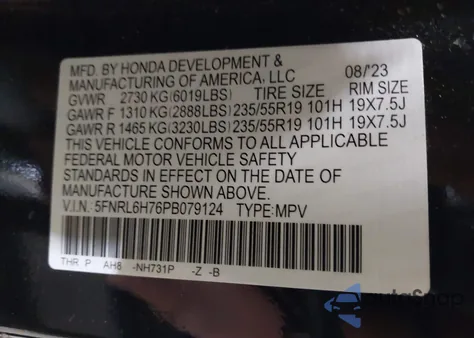 MFD. BY HONDA DEVELOPMENT &
MANUFACTURING OF AMERICA, LLC 08/'23
GVWR 2730 KG(6019LBS) TIRE SIZE RIM SIZE
GAWR F 1310 KG(2888LBS) 235/55R19 101H 19X7.5J
GAWR R 1465 KG(3230LBS) 235/55R19 101H 19X7.5J
THIS VEHICLE CONFORMS TO ALL APPLICABLE
FEDERAL MOTOR VEHICLE SAFETY
STANDARDS IN EFFECT ON THE DATE OF
MANUFACTURE SHOWN ABOVE.
V.I.N.: 5FNRL6H76PB079124 TYPE:MPV
THR P AH8 -NH731P -Z -B
autoSnap